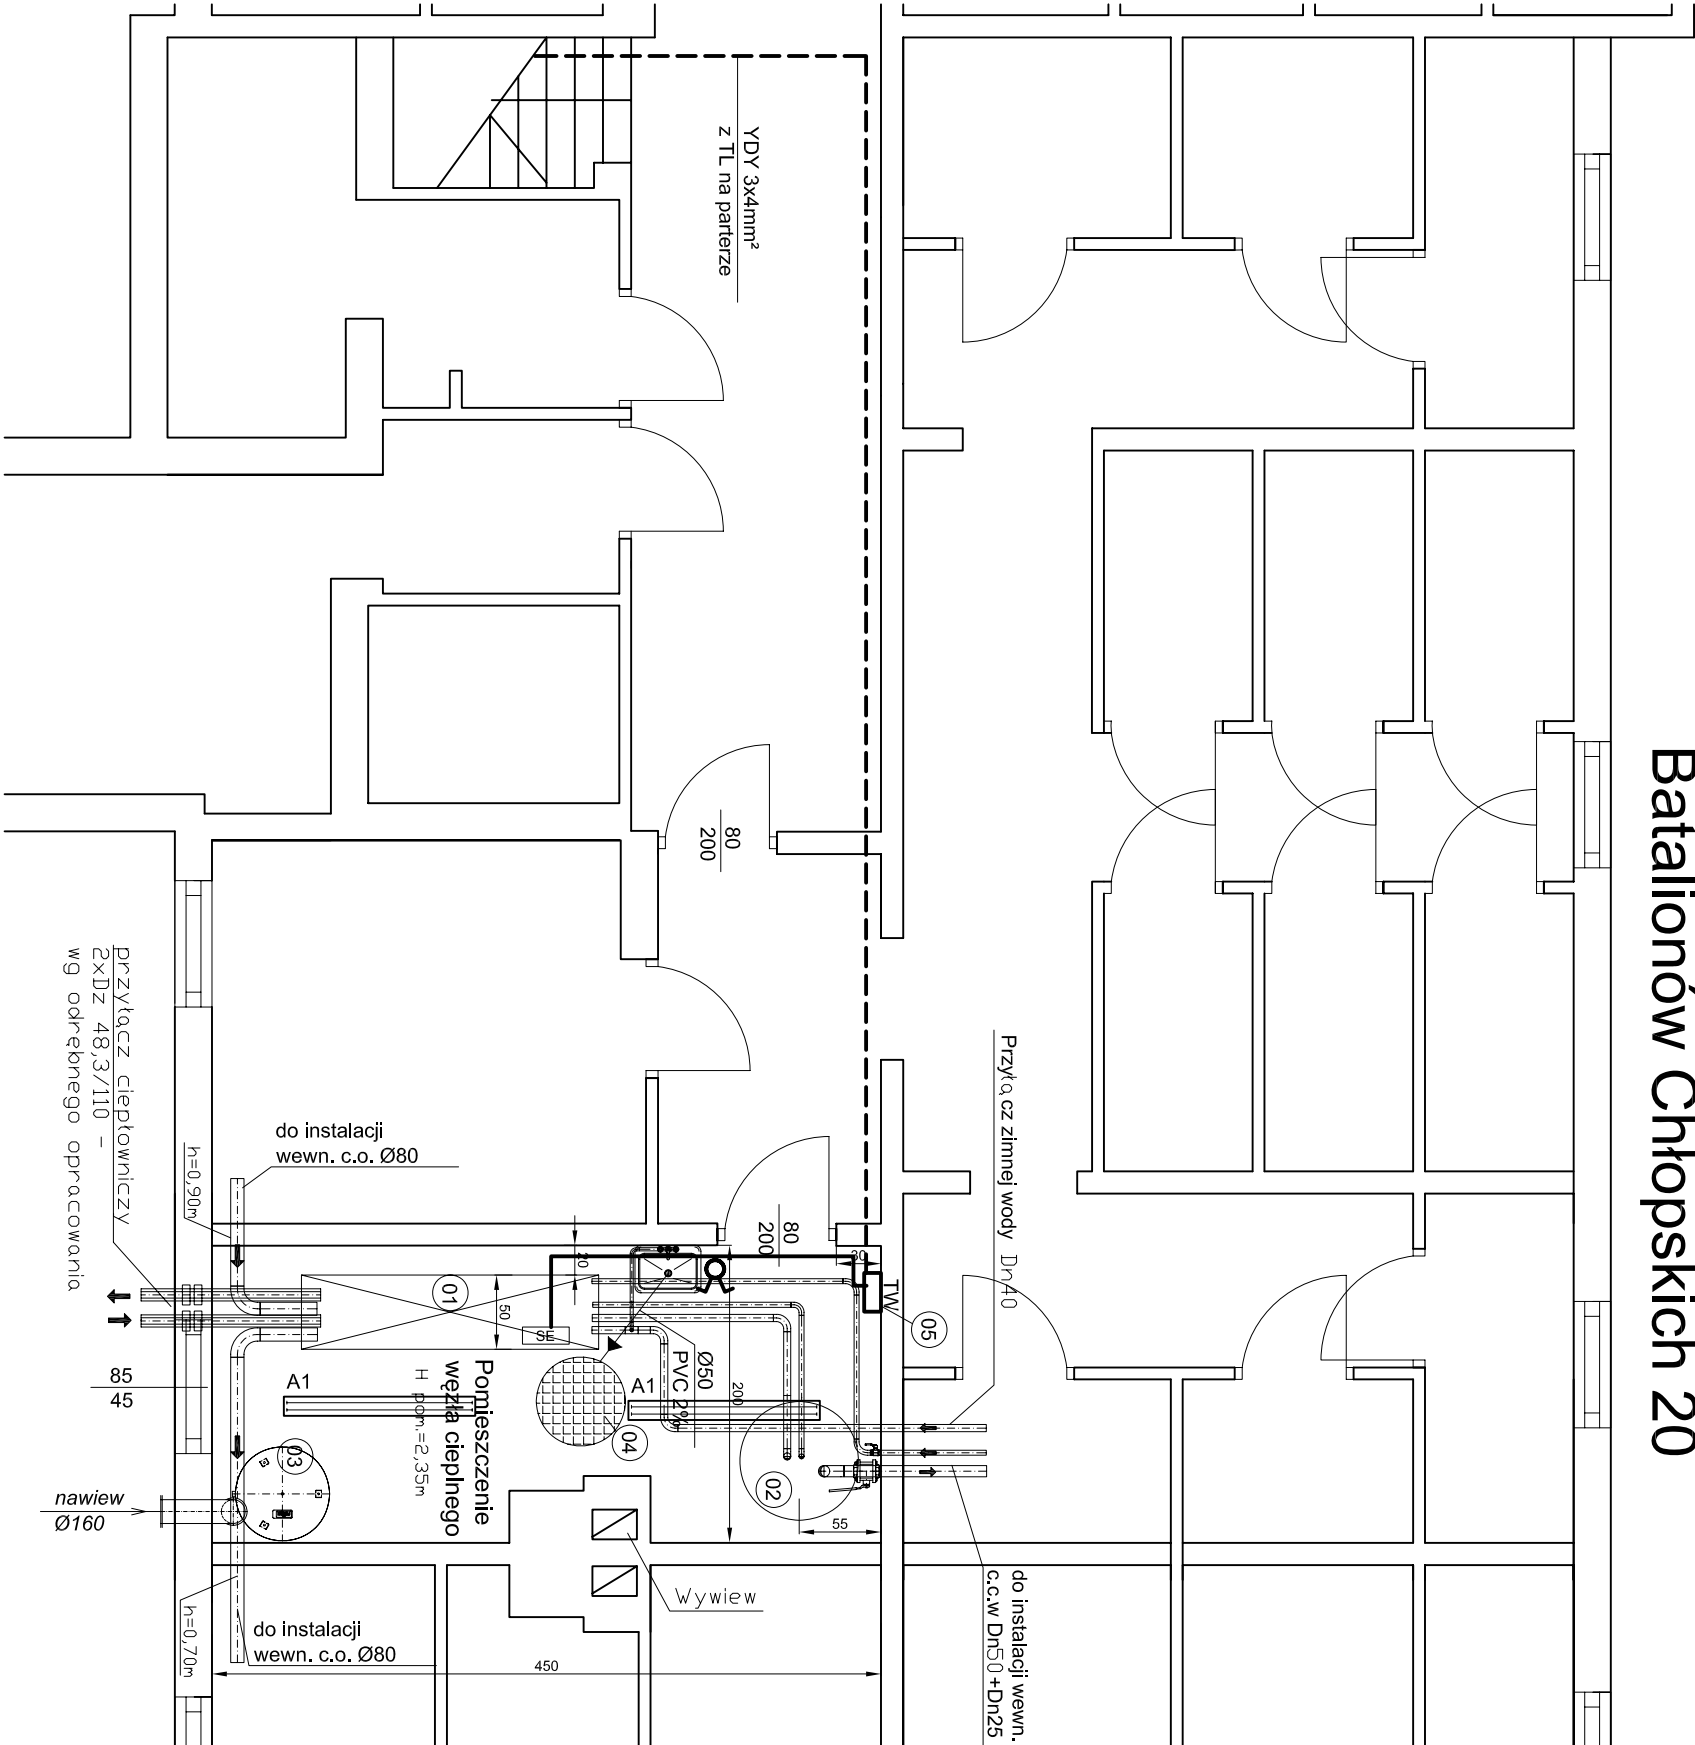 Batalionów Chłopskich 20
YDY 3x4mm²
z TL na parterze
80
200
Przyłącz zimnej wody Dn40
przyłącz ciepłowniczy
2xDz 48,3/110 -
wg odrębnego opracowania
h=0,90m
do instalacji
wewn. c.o. Ø80
80
200
20
30
TW
05
01
50
SE
85
45
A1
Pomieszczenie
węzła cieplnego
H pom.=2,35m
Ø50
PVC 2%
A1
200
04
03
02
55
nawiew
Ø160
Wywiew
do instalacji wewn.
c.c.w Dn50+Dn25
h=0,70m
do instalacji
wewn. c.o. Ø80
450